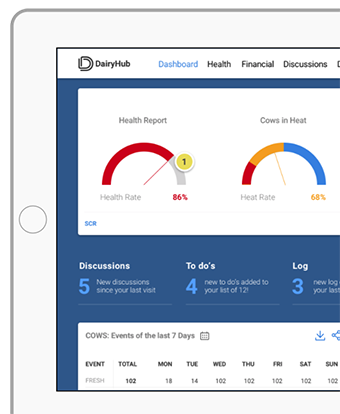 DairyHub Dashboard Health Financial Discussions
Health Report Cows in Heat
1
Health Rate 86% Heat Rate 68%
SCR
Discussions To do's Log
5 New discussions since your last visit 4 new to do's added to your list of 12! 3 new log your last
COWS: Events of the last 7 Days
EVENT TOTAL MON TUE WED THU FRI SAT SUN
FRESH 102 18 14 102 102 102 102 102